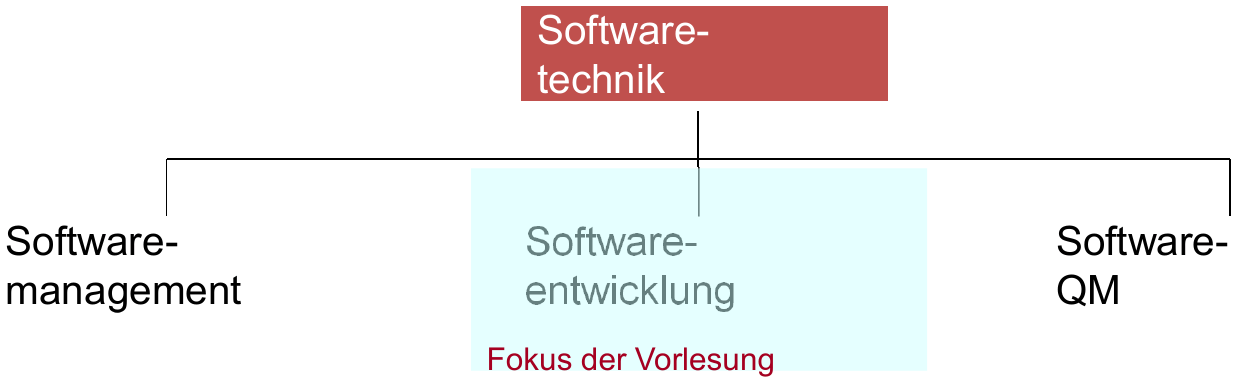 Software-
technik
Software-
management
Software-
entwicklung
Software-
QM
Fokus der Vorlesung